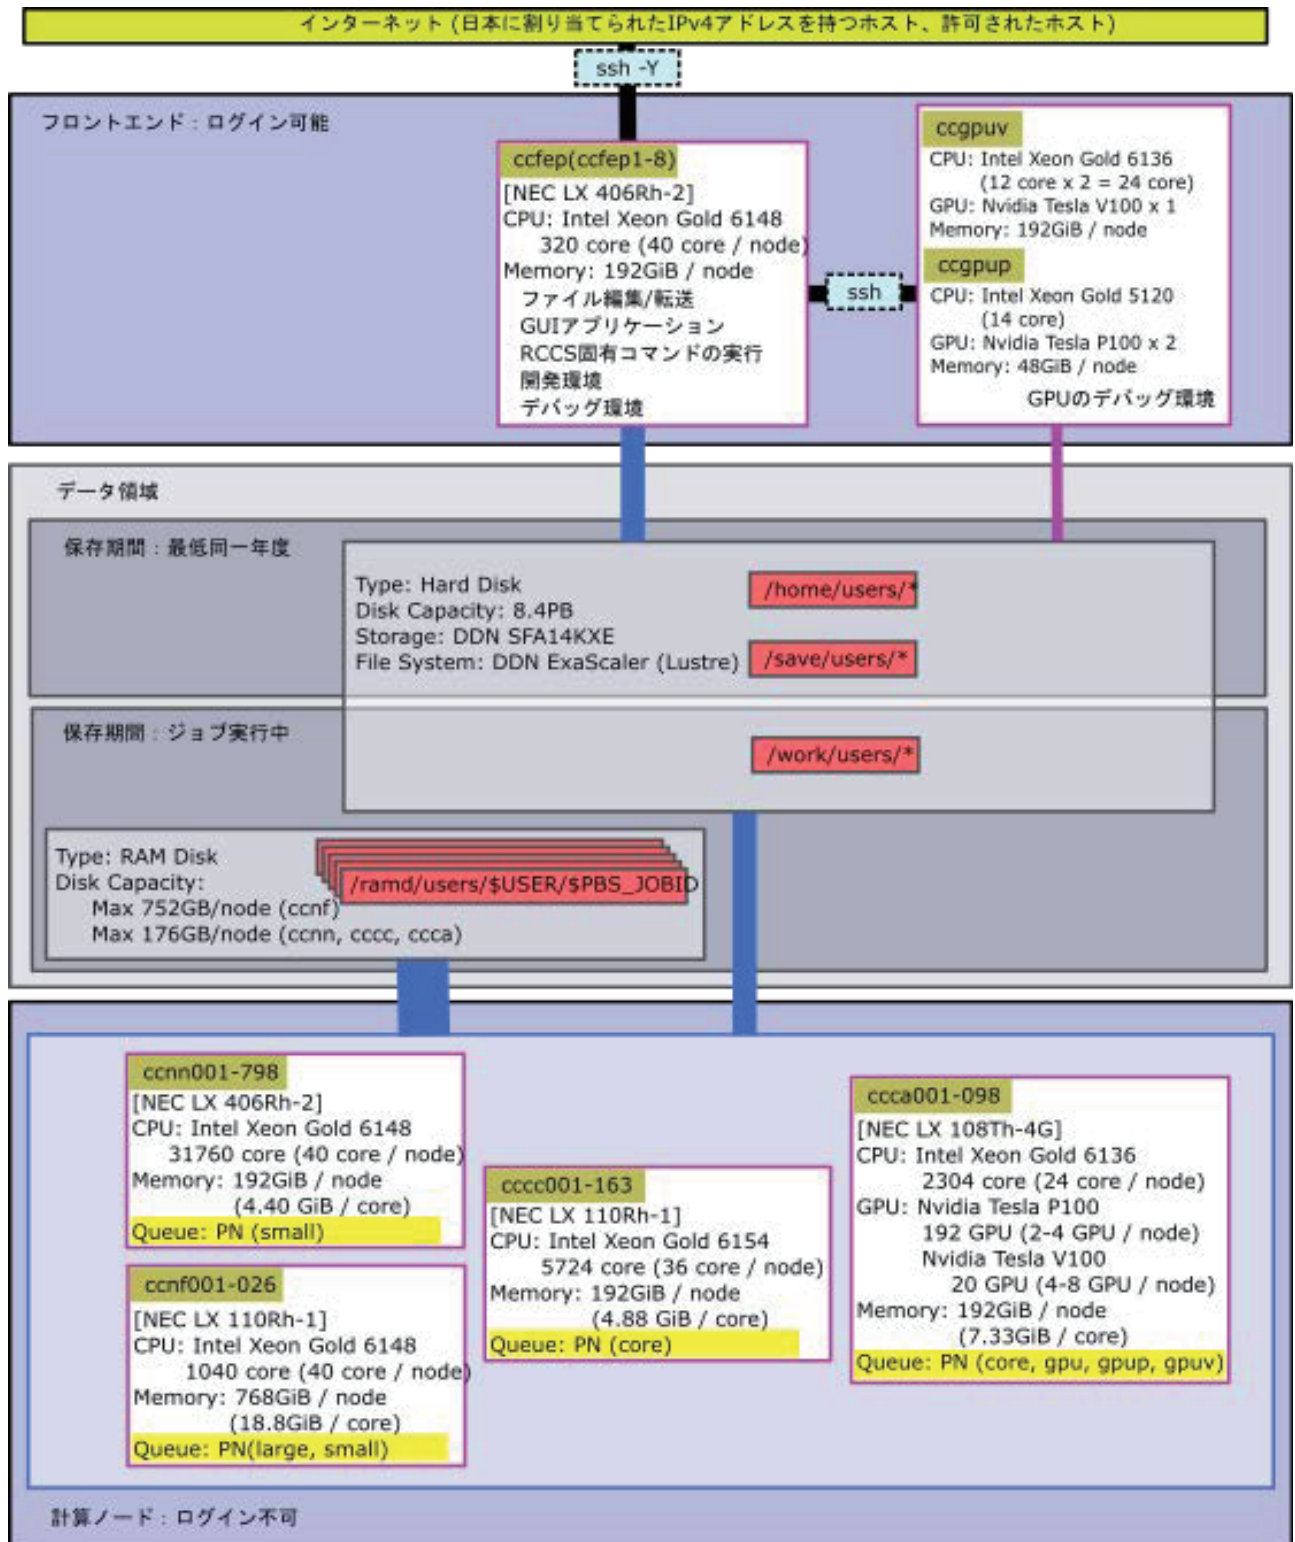 インターネット (日本に割り当てられたIPv4アドレスを持つホスト、許可されたホスト)
ssh -Y
フロントエンド：ログイン可能
ccfep(ccfep1-8)
[NEC LX 406Rh-2]
CPU: Intel Xeon Gold 6148
320 core (40 core / node)
Memory: 192GiB / node
ファイル編集/転送
GUIアプリケーション
RCCS固有コマンドの実行
開発環境
デバッグ環境
ssh
ccgpuv
CPU: Intel Xeon Gold 6136
(12 core x 2 = 24 core)
GPU: Nvidia Tesla V100 x 1
Memory: 192GiB / node
ccgpup
CPU: Intel Xeon Gold 5120
(14 core)
GPU: Nvidia Tesla P100 x 2
Memory: 48GiB / node
GPUのデバッグ環境
データ領域
保存期間：最低同一年度
Type: Hard Disk
Disk Capacity: 8.4PB
Storage: DDN SFA14KXE
File System: DDN ExaScaler (Lustre)
/home/users/*
/save/users/*
保存期間：ジョブ実行中
/work/users/*
Type: RAM Disk
Disk Capacity:
Max 752GB/node (ccnf)
Max 176GB/node (ccnn, cccc, ccca)
/ramd/users/$USER/$PBS_JOBID
ccnn001-798
[NEC LX 406Rh-2]
CPU: Intel Xeon Gold 6148
31760 core (40 core / node)
Memory: 192GiB / node
(4.40 GiB / core)
Queue: PN (small)
ccnf001-026
[NEC LX 110Rh-1]
CPU: Intel Xeon Gold 6148
1040 core (40 core / node)
Memory: 768GiB / node
(18.8GiB / core)
Queue: PN(large, small)
cccc001-163
[NEC LX 110Rh-1]
CPU: Intel Xeon Gold 6154
5724 core (36 core / node)
Memory: 192GiB / node
(4.88 GiB / core)
Queue: PN (core)
ccca001-098
[NEC LX 108Th-4G]
CPU: Intel Xeon Gold 6136
2304 core (24 core / node)
GPU: Nvidia Tesla P100
192 GPU (2-4 GPU / node)
Nvidia Tesla V100
20 GPU (4-8 GPU / node)
Memory: 192GiB / node
(7.33GiB / core)
Queue: PN (core, gpu, gpup, gpuv)
計算ノード：ログイン不可